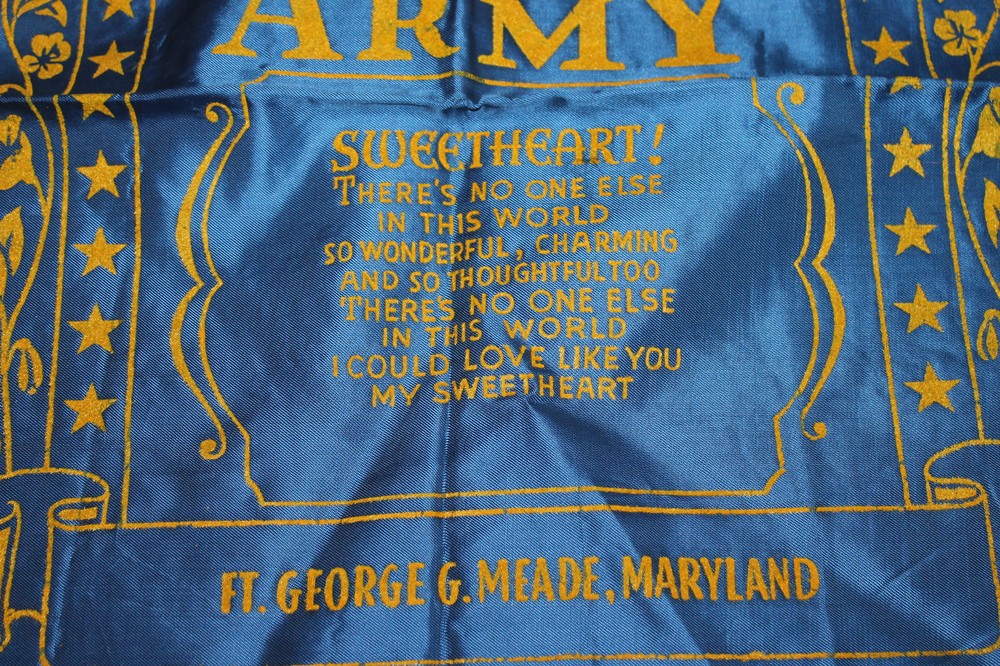 ARMY
SWEETHEART!
THERE'S NO ONE ELSE
IN THIS WORLD
SO WONDERFUL, CHARMING
AND SO THOUGHTFUL TOO
THERE'S NO ONE ELSE
IN THIS WORLD
I COULD LOVE LIKE YOU
MY SWEETHEART
FT. GEORGE G. MEADE, MARYLAND